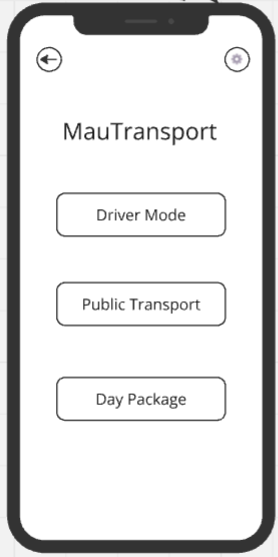 MauTransport
Driver Mode
Public Transport
Day Package